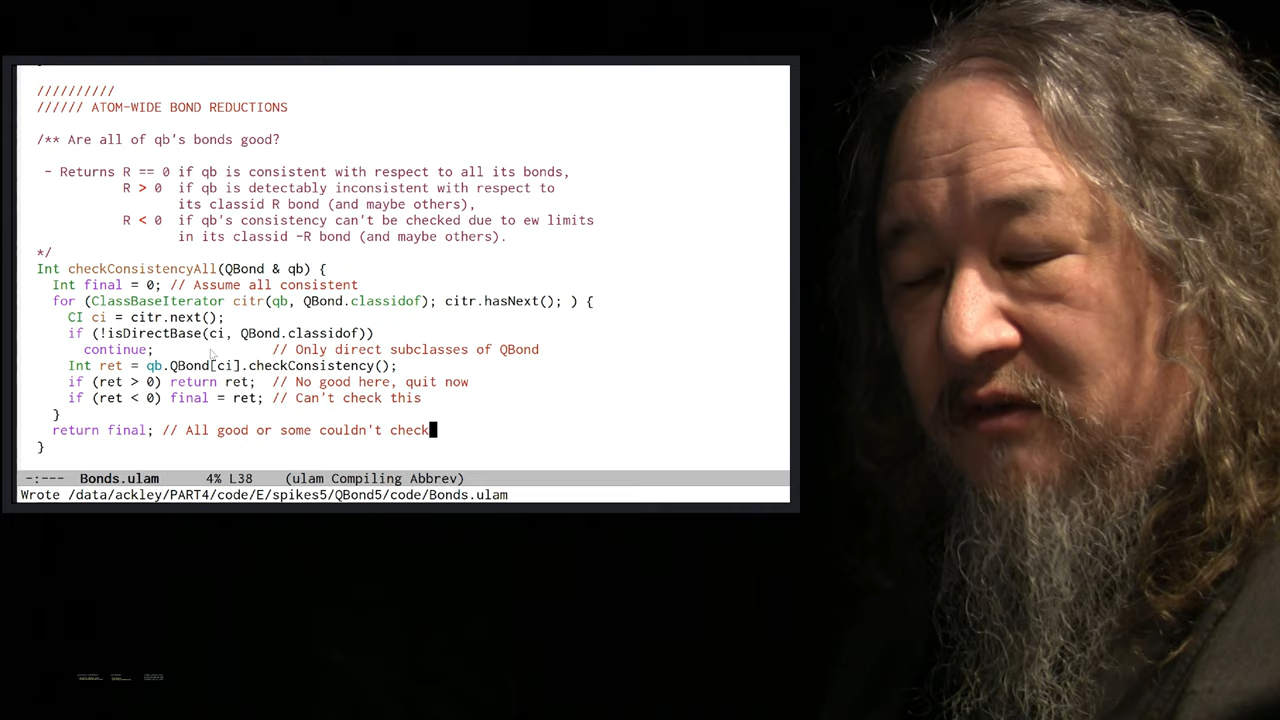 //////////
////// ATOM-WIDE BOND REDUCTIONS
/** Are all of qb's bonds good?
- Returns R == 0 if qb is consistent with respect to all its bonds,
R > 0 if qb is detectably inconsistent with respect to
its classid R bond (and maybe others),
R < 0 if qb's consistency can't be checked due to ew limits
in its classid -R bond (and maybe others).
*/
Int checkConsistencyAll(QBond & qb) {
Int final = 0; // Assume all consistent
for (ClassBaseIterator citr(qb, QBond.classidof); citr.hasNext(); ) {
CI ci = citr.next();
if (!isDirectBase(ci, QBond.classidof))
continue; // Only direct subclasses of QBond
Int ret = qb.QBond[ci].checkConsistency();
if (ret > 0) return ret; // No good here, quit now
if (ret < 0) final = ret; // Can't check this
}
return final; // All good or some couldn't check
}
-:--- Bonds.ulam 4% L38 (ulam Compiling Abbrev)
Wrote /data/ackley/PART4/code/E/spikes5/QBond5/code/Bonds.ulam